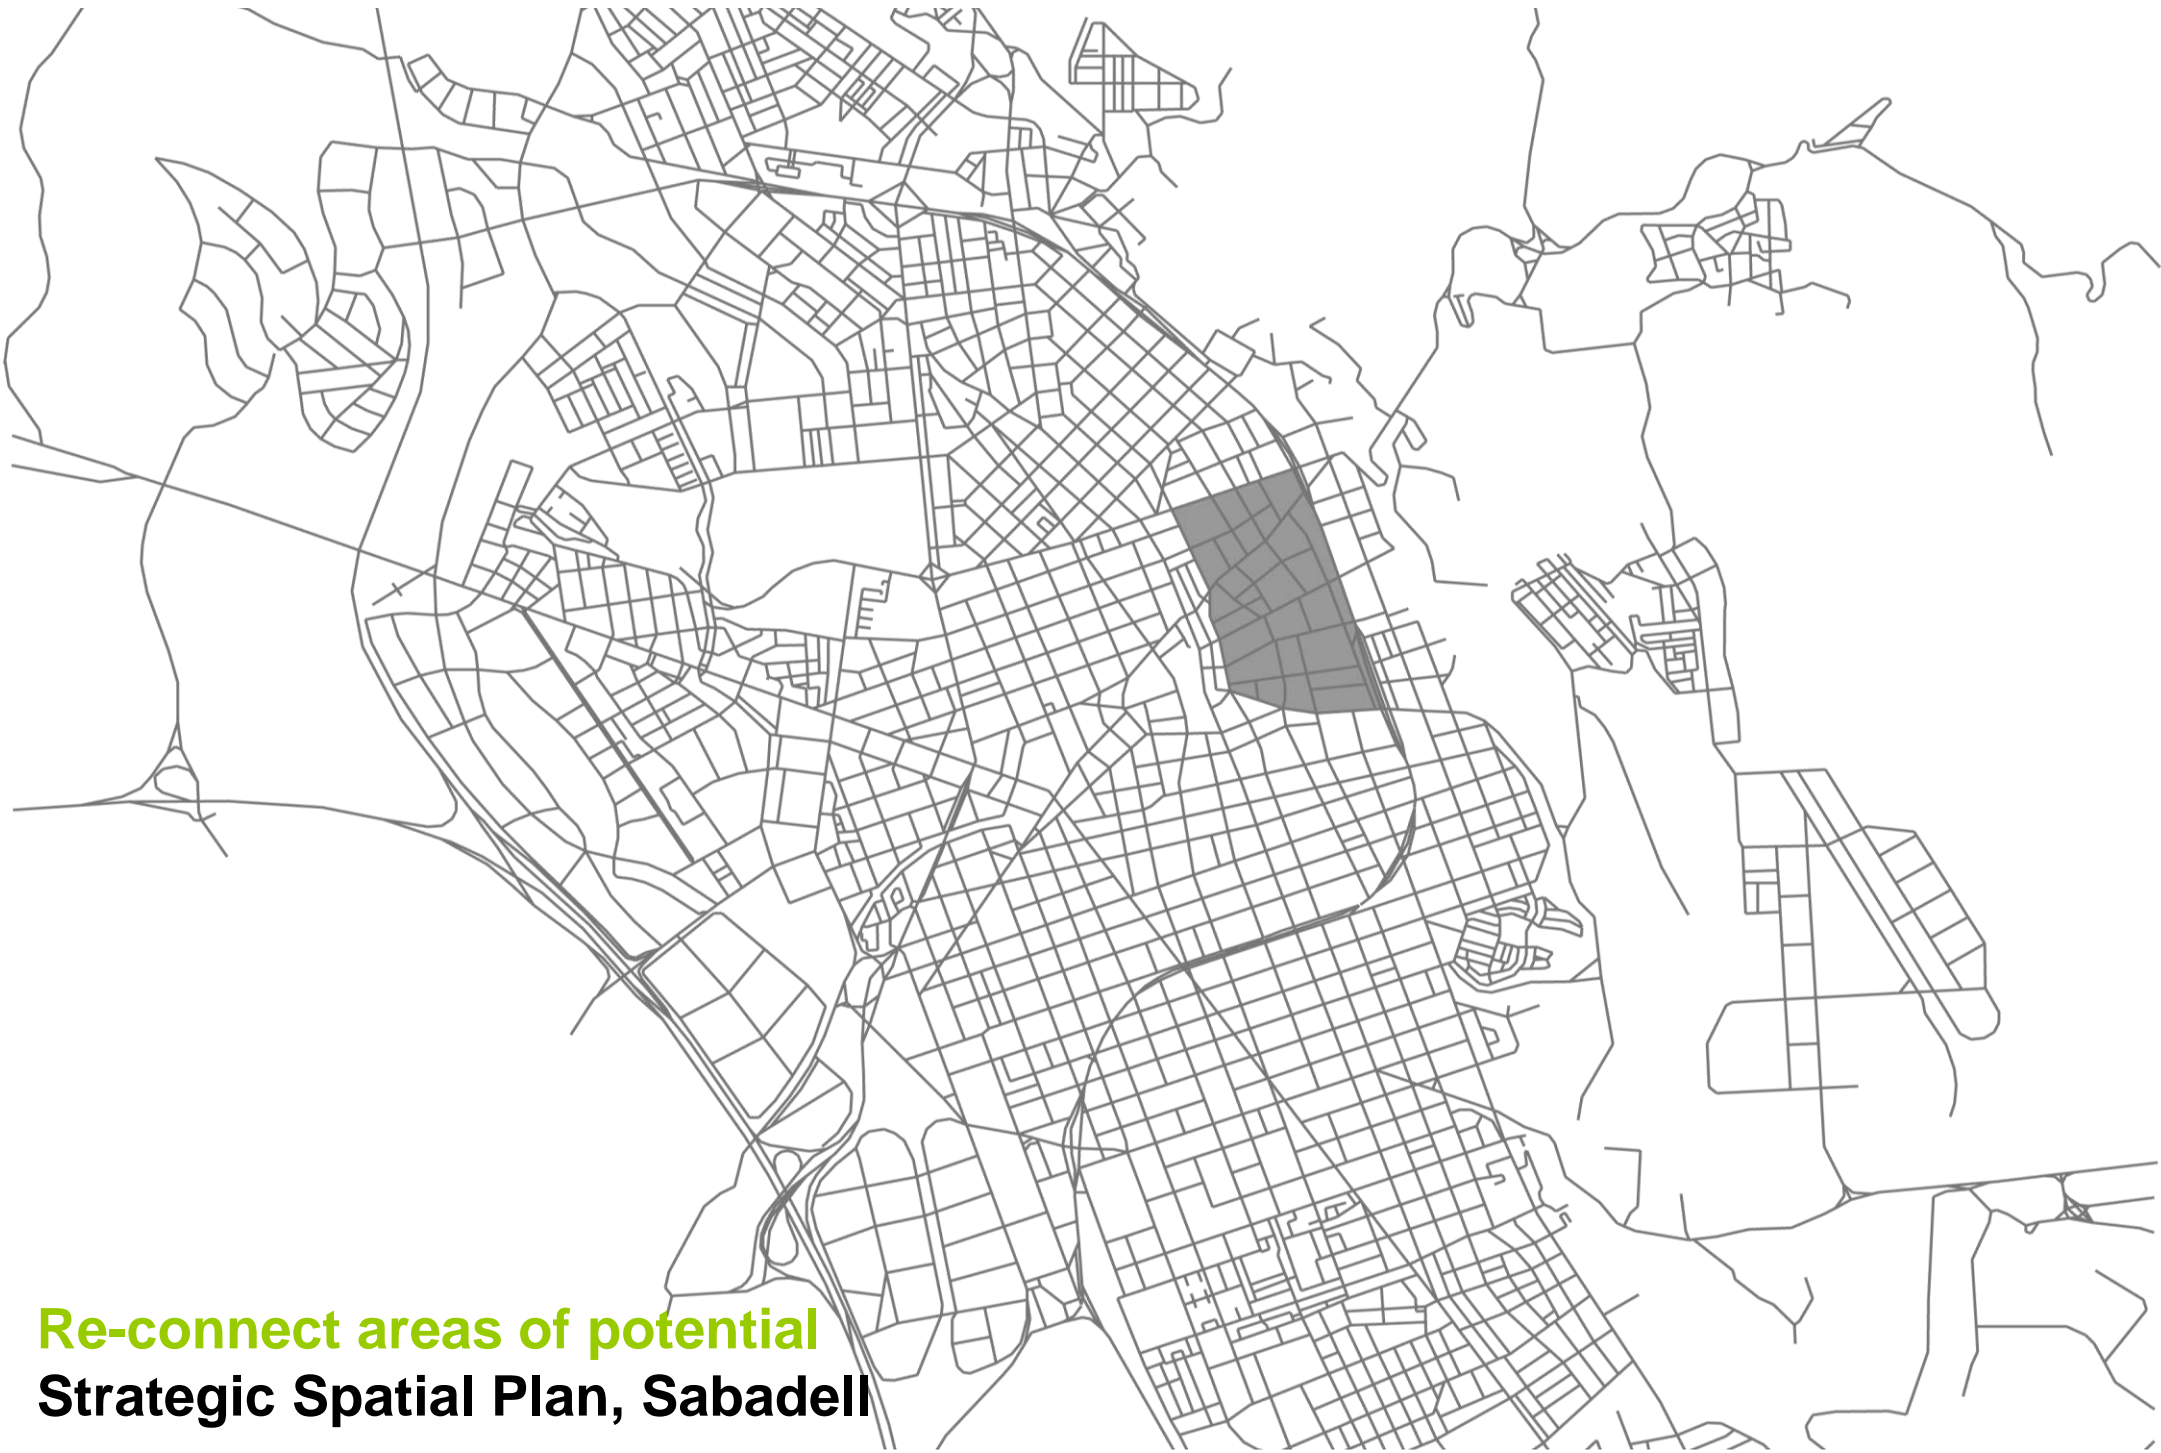 Re-connect areas of potential
Strategic Spatial Plan, Sabadell